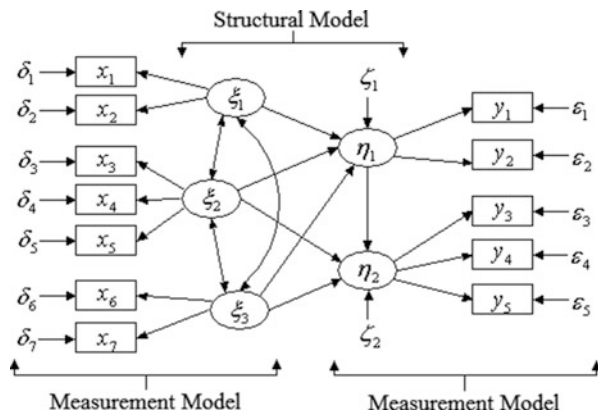 Structural Model
δ₁ x₁ ξ₁ ζ₁ y₁ ε₁
δ₂ x₂ η₁ y₂ ε₂
δ₃ x₃ y₃ ε₃
δ₄ x₄ ξ₂ y₄ ε₄
δ₅ x₅ η₂ y₅ ε₅
δ₆ x₆ ξ₃ ζ₂
δ₇ x₇
Measurement Model Measurement Model